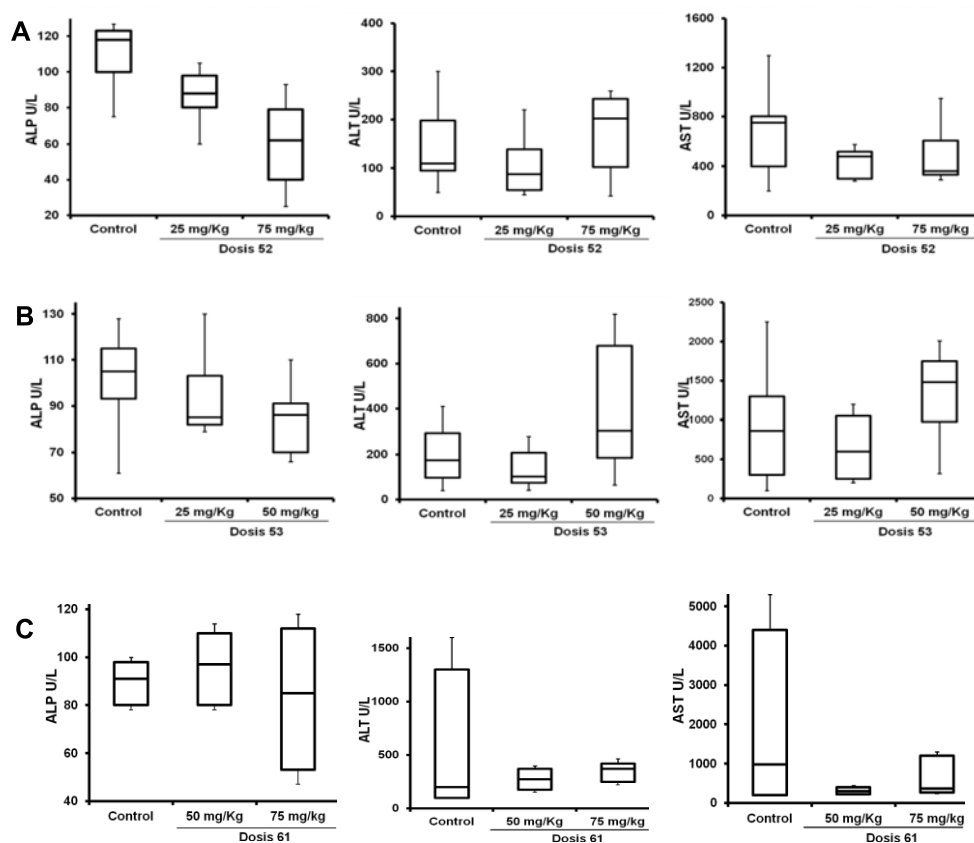 A
ALP U/L
120
100
80
60
40
20
Control 25 mg/Kg 75 mg/kg
Dosis 52
ALT U/L
400
300
200
100
0
Control 25 mg/Kg 75 mg/Kg
Dosis 52
AST U/L
1600
1200
800
400
0
Control 25 mg/Kg 75 mg/kg
Dosis 52
B
ALP U/L
130
110
90
70
50
Control 25 mg/Kg 50 mg/kg
Dosis 53
ALT U/L
800
600
400
200
0
Control 25 mg/Kg 50 mg/Kg
Dosis 53
AST U/L
2500
2000
1500
1000
500
0
Control 25 mg/Kg 50 mg/Kg
Dosis 53
C
ALP U/L
120
100
80
60
40
Control 50 mg/Kg 75 mg/kg
Dosis 61
ALT U/L
1500
1000
500
0
Control 50 mg/Kg 75 mg/kg
Dosis 61
AST U/L
5000
4000
3000
2000
1000
0
Control 50 mg/Kg 75 mg/kg
Dosis 61